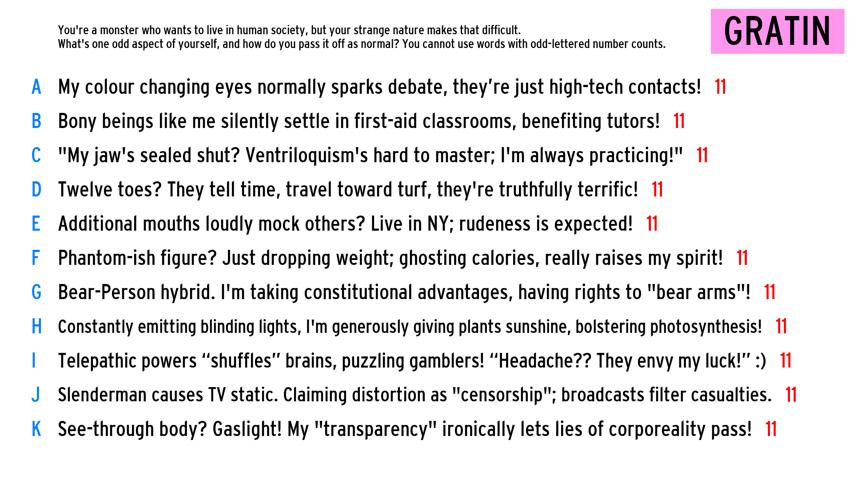 You're a monster who wants to live in human society, but your strange nature makes that difficult.
What's one odd aspect of yourself, and how do you pass it off as normal? You cannot use words with odd-lettered number counts.
GRATIN
A My colour changing eyes normally sparks debate, they’re just high-tech contacts! 11
B Bony beings like me silently settle in first-aid classrooms, benefiting tutors! 11
C "My jaw's sealed shut? Ventriloquism's hard to master; I'm always practicing!" 11
D Twelve toes? They tell time, travel toward turf, they're truthfully terrific! 11
E Additional mouths loudly mock others? Live in NY; rudeness is expected! 11
F Phantom-ish figure? Just dropping weight; ghosting calories, really raises my spirit! 11
G Bear-Person hybrid. I'm taking constitutional advantages, having rights to "bear arms"! 11
H Constantly emitting blinding lights, I'm generously giving plants sunshine, bolstering photosynthesis! 11
I Telepathic powers “shuffles” brains, puzzling gamblers! “Headache?? They envy my luck!” :) 11
J Slenderman causes TV static. Claiming distortion as "censorship"; broadcasts filter casualties. 11
K See-through body? Gaslight! My "transparency" ironically lets lies of corporeality pass! 11